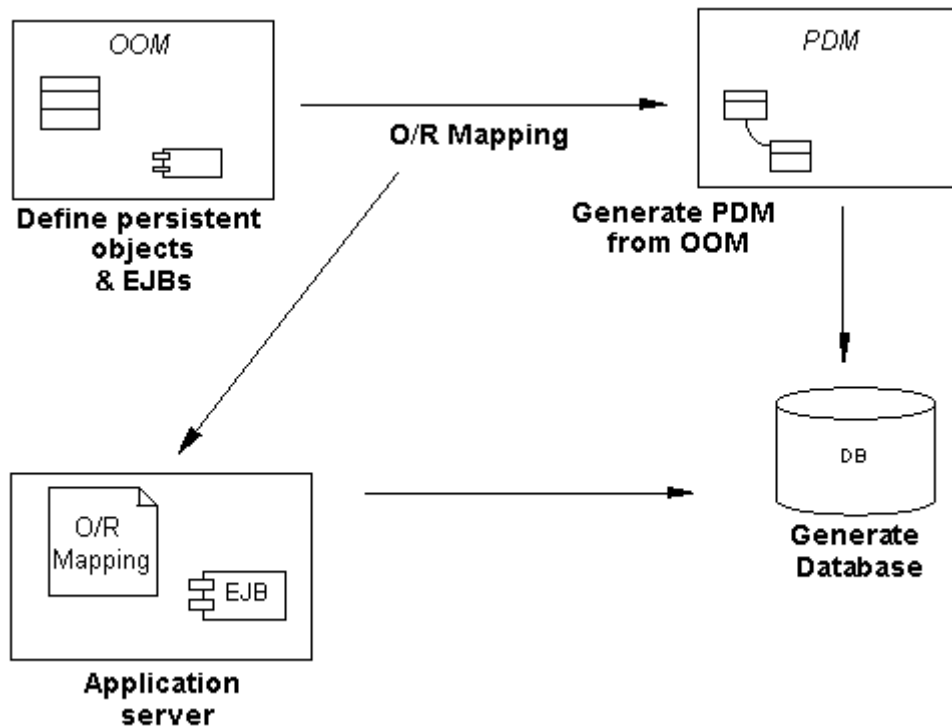 OOM
PDM
O/R Mapping
Define persistent
objects
& EJBs
Generate PDM
from OOM
DB
Generate
Database
O/R
Mapping
EJB
Application
server